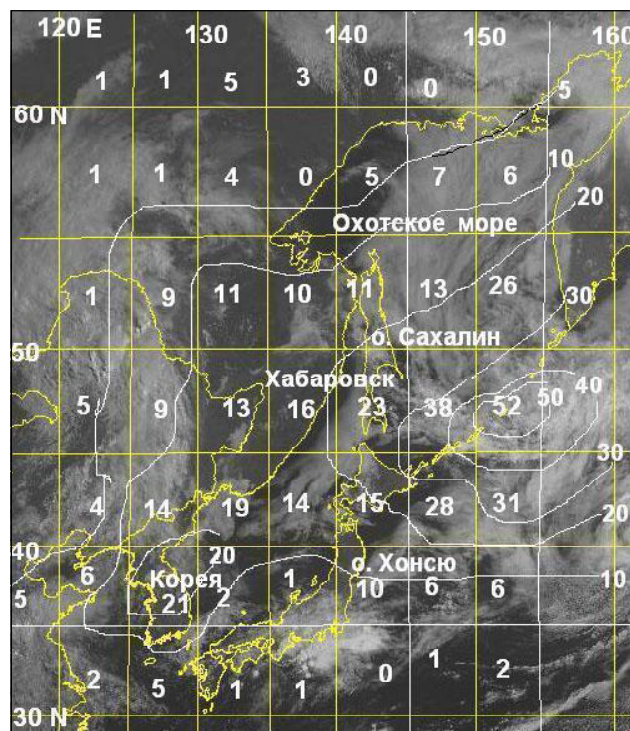 120 E 130 140 150 160
1 1 5 3 0 0 5
60 N
1 1 4 0 5 7 6 10
20
Охотское море
1 9 11 10 11 13 26 30
о. Сахалин
50
Хабаровск
5 9 13 16 23 38 52 50 40
30
4 14 19 14 15 28 31 20
40 20 о. Хонсю
6 Корея 1 10 6 6 10
5 21 2
2 5 1 1 0 1 2
30 N